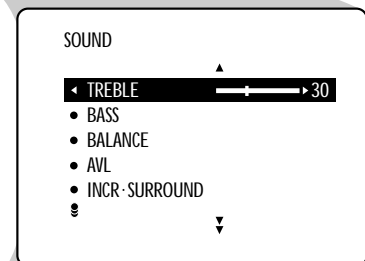 SOUND
TREBLE 30
BASS
BALANCE
AVL
INCR·SURROUND